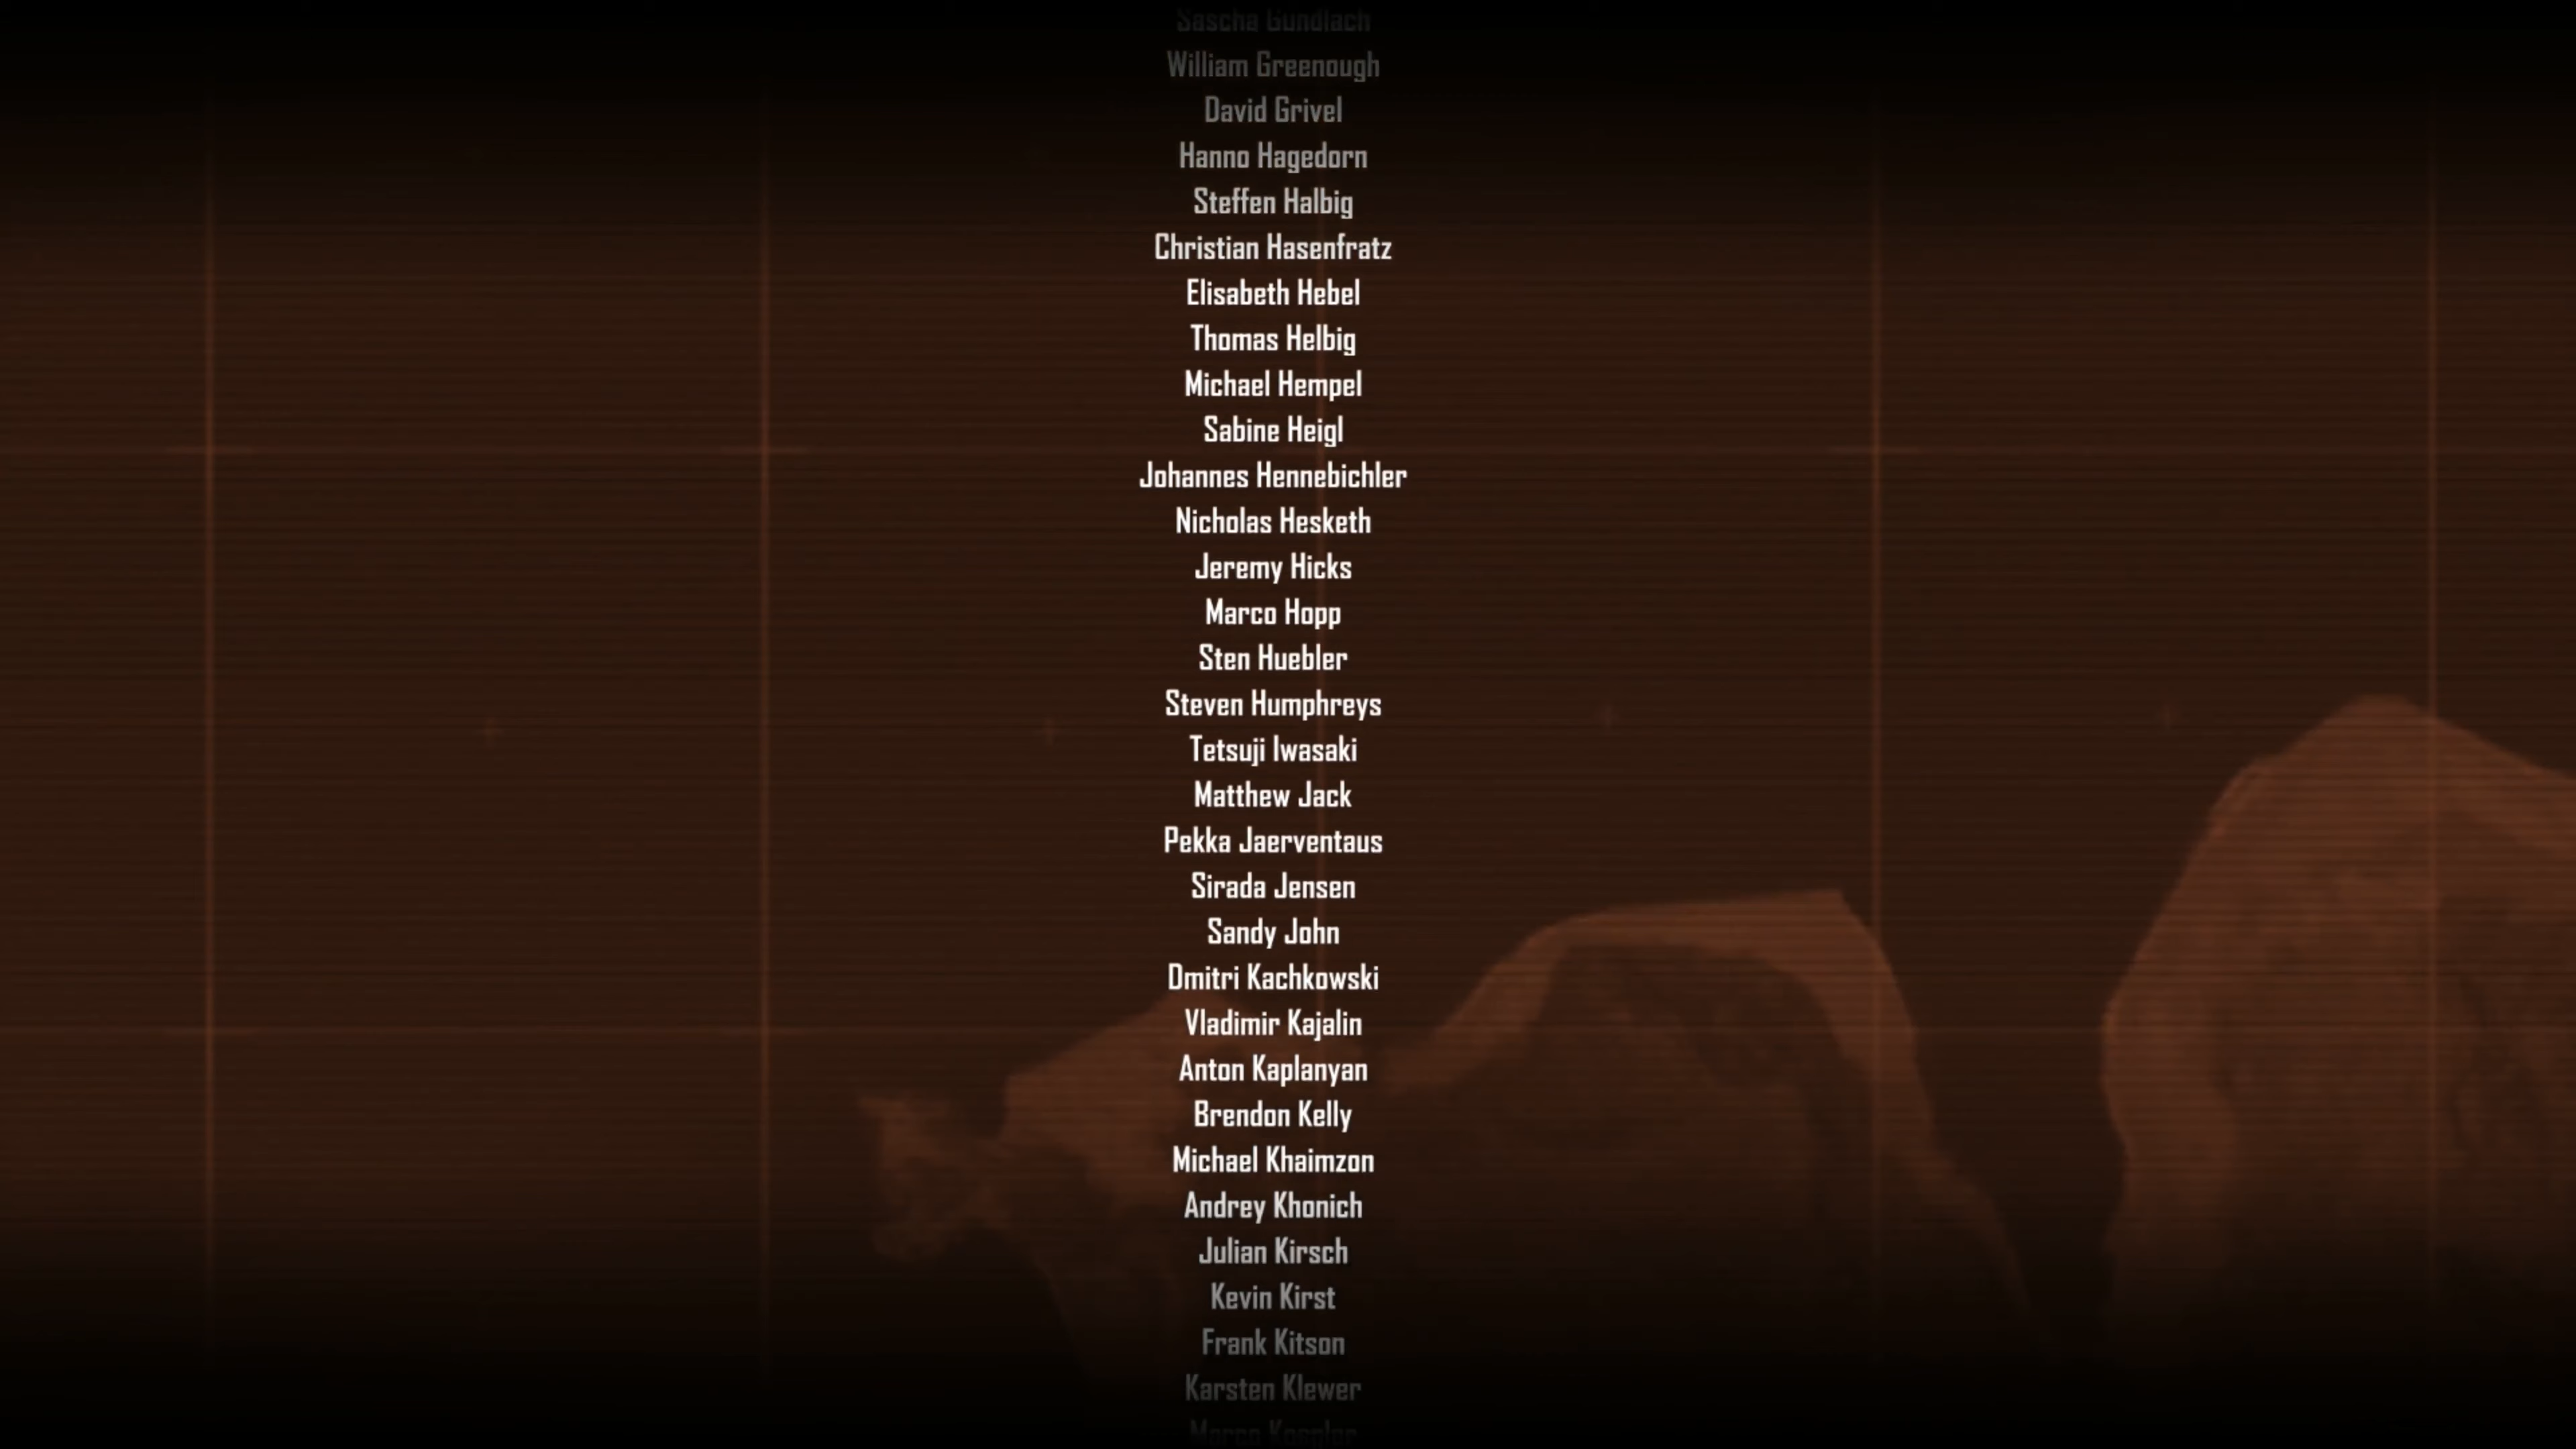 Sascha Gundlach
William Greenough
David Grivel
Hanno Hagedorn
Steffen Halbig
Christian Hasenfratz
Elisabeth Hebel
Thomas Helbig
Michael Hempel
Sabine Heigl
Johannes Hennebichler
Nicholas Hesketh
Jeremy Hicks
Marco Hopp
Sten Huebler
Steven Humphreys
Tetsuji Iwasaki
Matthew Jack
Pekka Jaerventaus
Sirada Jensen
Sandy John
Dmitri Kachkowski
Vladimir Kajalin
Anton Kaplanyan
Brendon Kelly
Michael Khaimzon
Andrey Khonich
Julian Kirsch
Kevin Kirst
Frank Kitson
Karsten Klewer
Marco